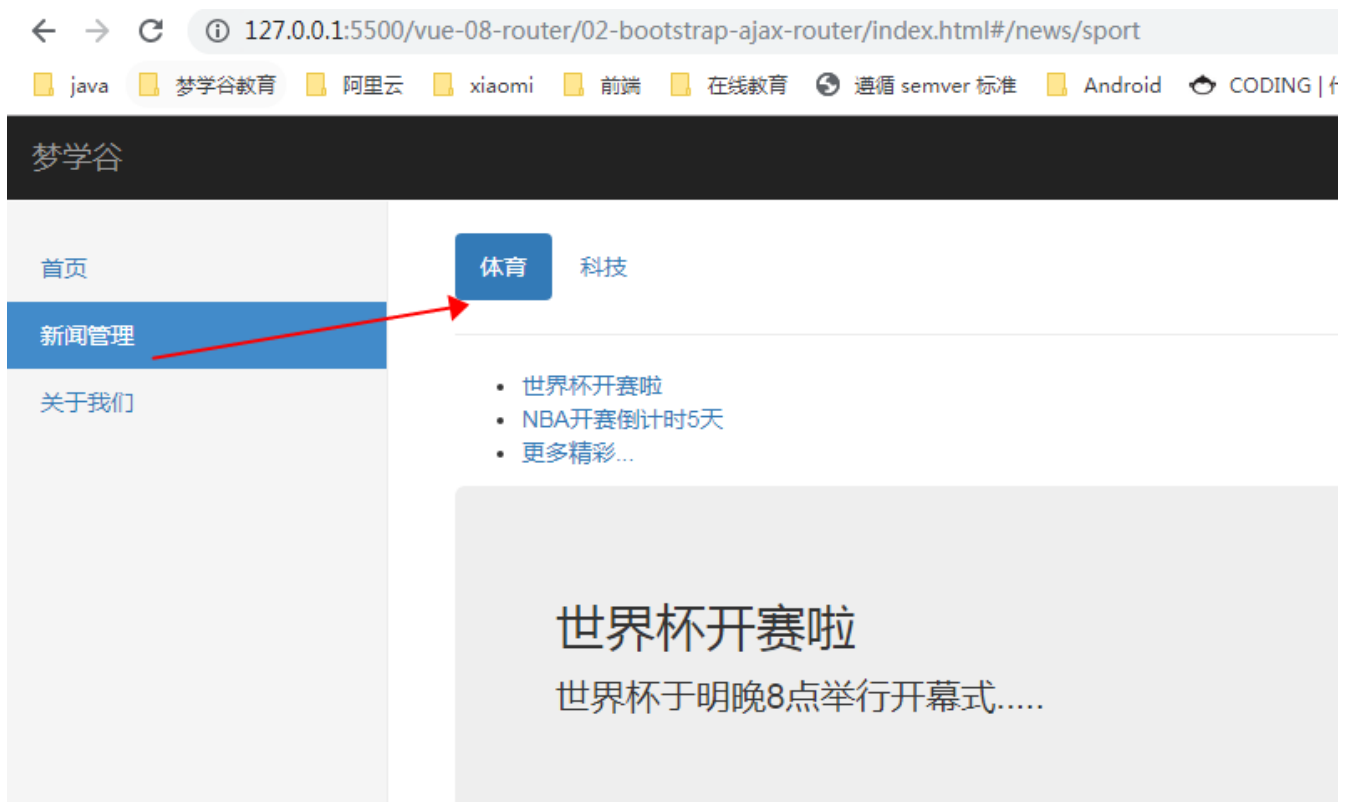 127.0.0.1:5500/vue-08-router/02-bootstrap-ajax-router/index.html#/news/sport
java 梦学谷教育 阿里云 xiaomi 前端 在线教育 遵循 semver 标准 Android CODING |
梦学谷
首页
新闻管理
关于我们
体育 科技
世界杯开赛啦
NBA开赛倒计时5天
更多精彩...
世界杯开赛啦
世界杯于明晚8点举行开幕式.....